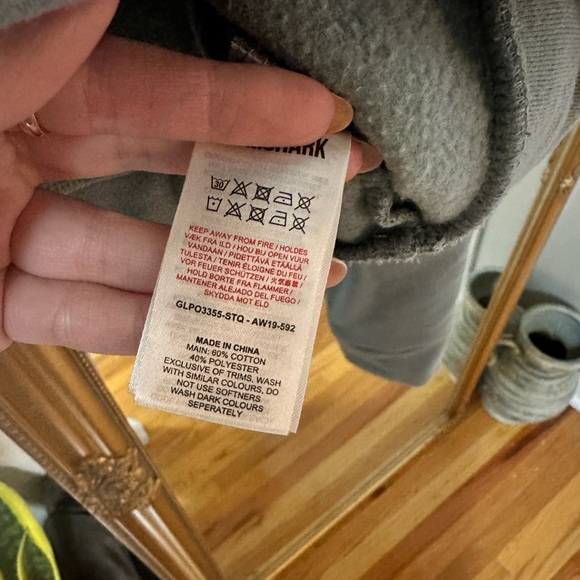 30
KEEP AWAY FROM FIRE / HOLDES
VÆK FRA ILD / HOU BIJ OPEN VUUR
VANDAAN / PIDETTÄVÄ ETÄÄLLÄ
TULESTA / TENIR ÉLOIGNÉ DU FEU /
VOR FEUER SCHÜTZEN / 火気厳禁 /
HOLD BORTE FRA FLAMMER /
MANTENER ALEJADO DEL FUEGO /
SKYDDA MOT ELD
GLPO3355-STQ - AW19-592
MADE IN CHINA
MAIN: 60% COTTON
40% POLYESTER
EXCLUSIVE OF TRIMS, WASH
WITH SIMILAR COLOURS, DO
NOT USE SOFTNERS
WASH DARK COLOURS
SEPERATELY